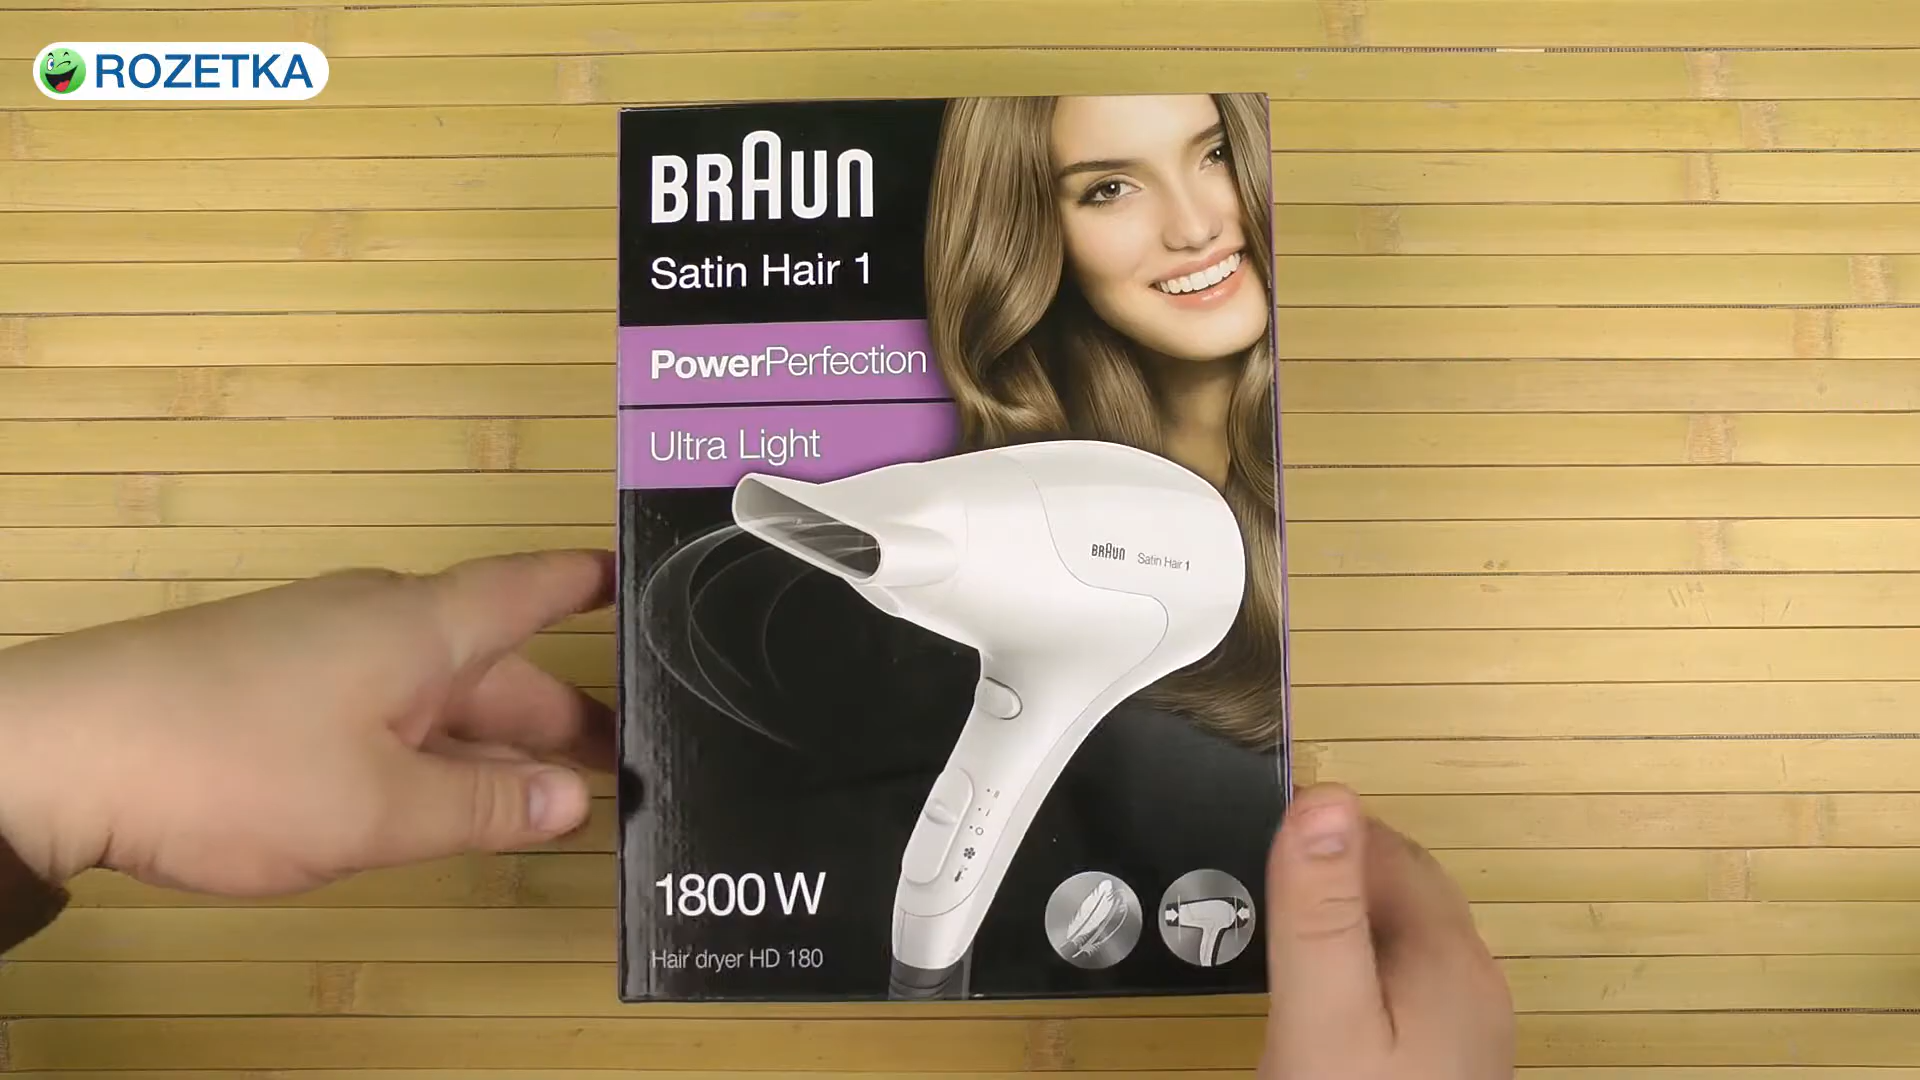 ROZETKA
BRAUN
Satin Hair 1
PowerPerfection
Ultra Light
BRAUN Satin Hair 1
1800 W
Hair dryer HD 180